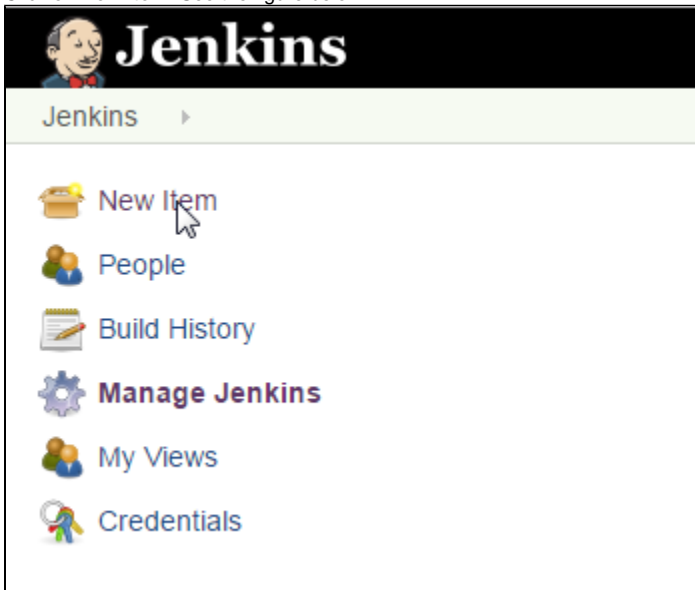 Jenkins
Jenkins
New Item
People
Build History
Manage Jenkins
My Views
Credentials